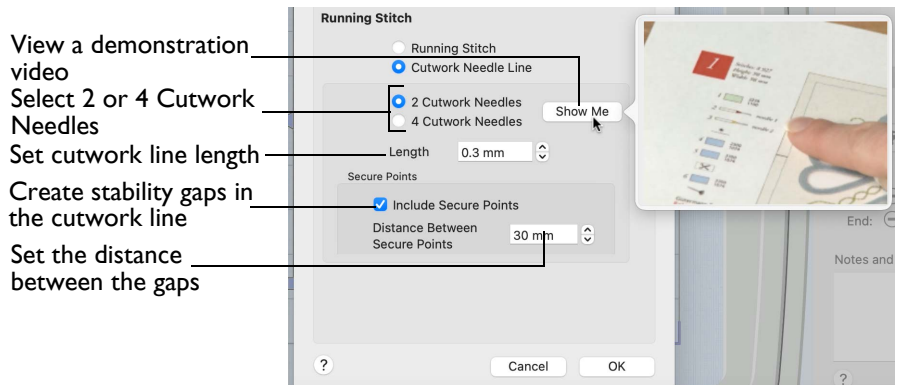 View a demonstration
video
Select 2 or 4 Cutwork
Needles
Set cutwork line length
Create stability gaps in
the cutwork line
Set the distance
between the gaps
Running Stitch
Running Stitch
Cutwork Needle Line
2 Cutwork Needles
4 Cutwork Needles
Show Me
Length 0.3 mm
Secure Points
Include Secure Points
Distance Between
Secure Points
30 mm
? Cancel OK
1
End:
Notes and
?